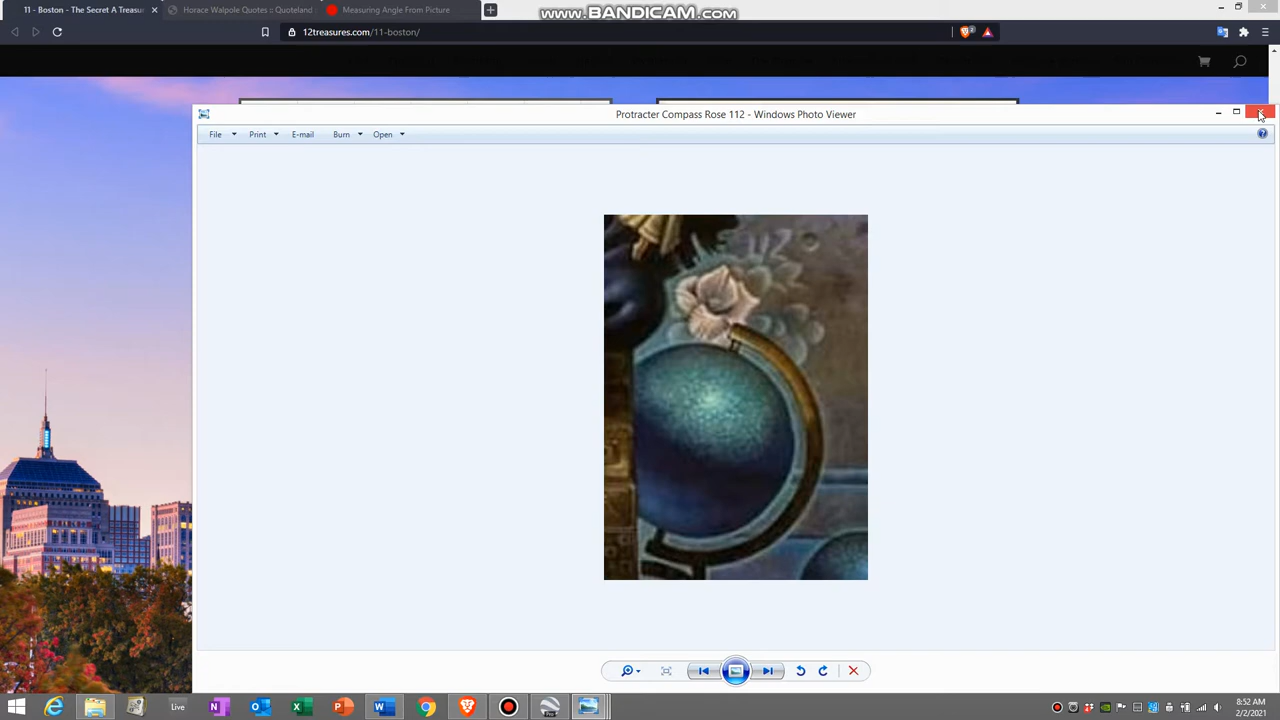 www.BANDICAM.com
11 - Boston - The Secret A Treasu
Horace Walpole Quotes :: Quoteland
Measuring Angle From Picture
12treasures.com/11-boston/
Protracter Compass Rose 112 - Windows Photo Viewer
File Print E-mail Burn Open
Live
8:52 AM
2/2/2021